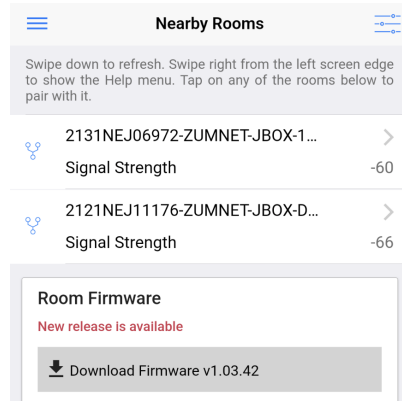 Nearby Rooms
Swipe down to refresh. Swipe right from the left screen edge
to show the Help menu. Tap on any of the rooms below to
pair with it.
2131NEJ06972-ZUMNET-JBOX-1...
Signal Strength -60
2121NEJ11176-ZUMNET-JBOX-D...
Signal Strength -66
Room Firmware
New release is available
Download Firmware v1.03.42